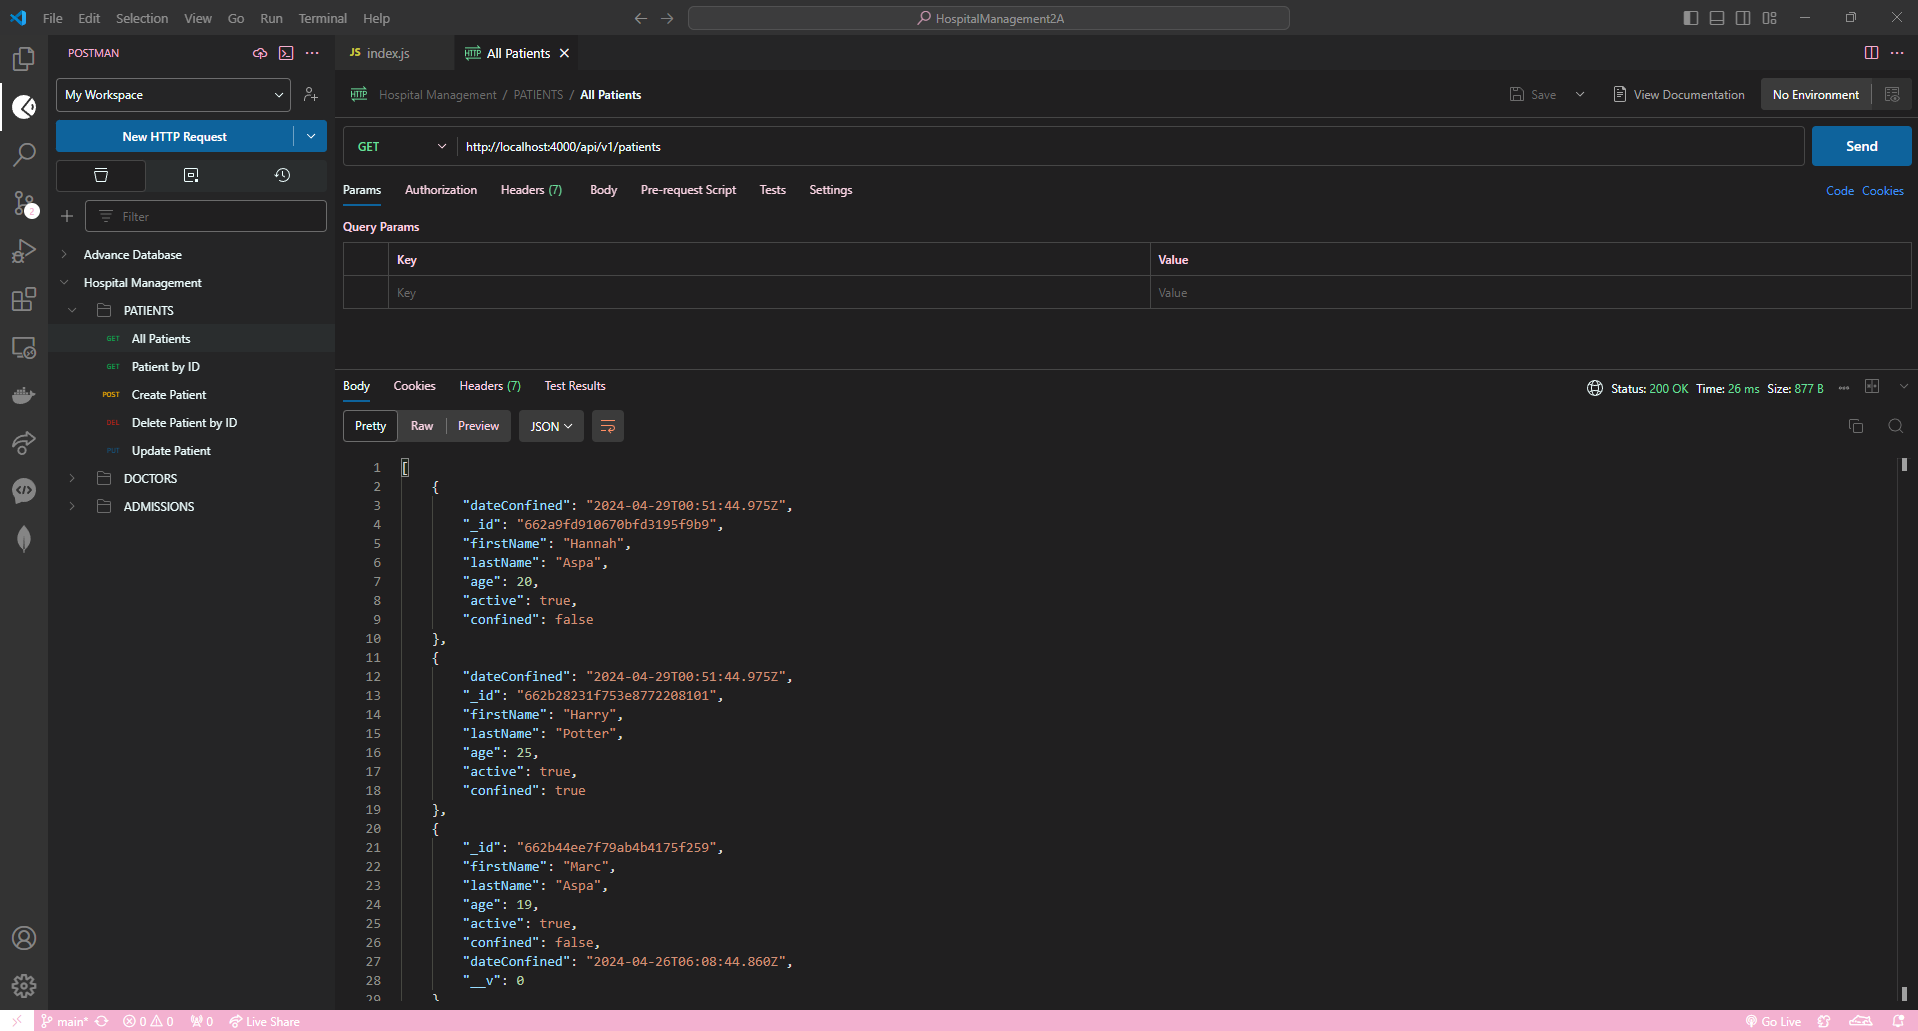 File Edit Selection View Go Run Terminal Help
HospitalManagement2A
POSTMAN
My Workspace
New HTTP Request
Filter
Advance Database
Hospital Management
PATIENTS
GET All Patients
GET Patient by ID
POST Create Patient
DEL Delete Patient by ID
PUT Update Patient
DOCTORS
ADMISSIONS
2
JS index.js
HTTP All Patients
HTTP Hospital Management / PATIENTS / All Patients
Save View Documentation No Environment
GET http://localhost:4000/api/v1/patients Send
Params Authorization Headers (7) Body Pre-request Script Tests Settings Code Cookies
Query Params
Key Value
Key Value
Body Cookies Headers (7) Test Results Status: 200 OK Time: 26 ms Size: 877 B
Pretty Raw Preview JSON
1 [
2 {
3 "dateConfined": "2024-04-29T00:51:44.975Z",
4 "_id": "662a9fd910670bfd3195f9b9",
5 "firstName": "Hannah",
6 "lastName": "Aspa",
7 "age": 20,
8 "active": true,
9 "confined": false
10 },
11 {
12 "dateConfined": "2024-04-29T00:51:44.975Z",
13 "_id": "662b28231f753e8772208101",
14 "firstName": "Harry",
15 "lastName": "Potter",
16 "age": 25,
17 "active": true,
18 "confined": true
19 },
20 {
21 "_id": "662b44ee7f79ab4b4175f259",
22 "firstName": "Marc",
23 "lastName": "Aspa",
24 "age": 19,
25 "active": true,
26 "confined": false,
27 "dateConfined": "2024-04-26T06:08:44.860Z",
28 "__v": 0
29 }
main* 0 0 0 Live Share Go Live